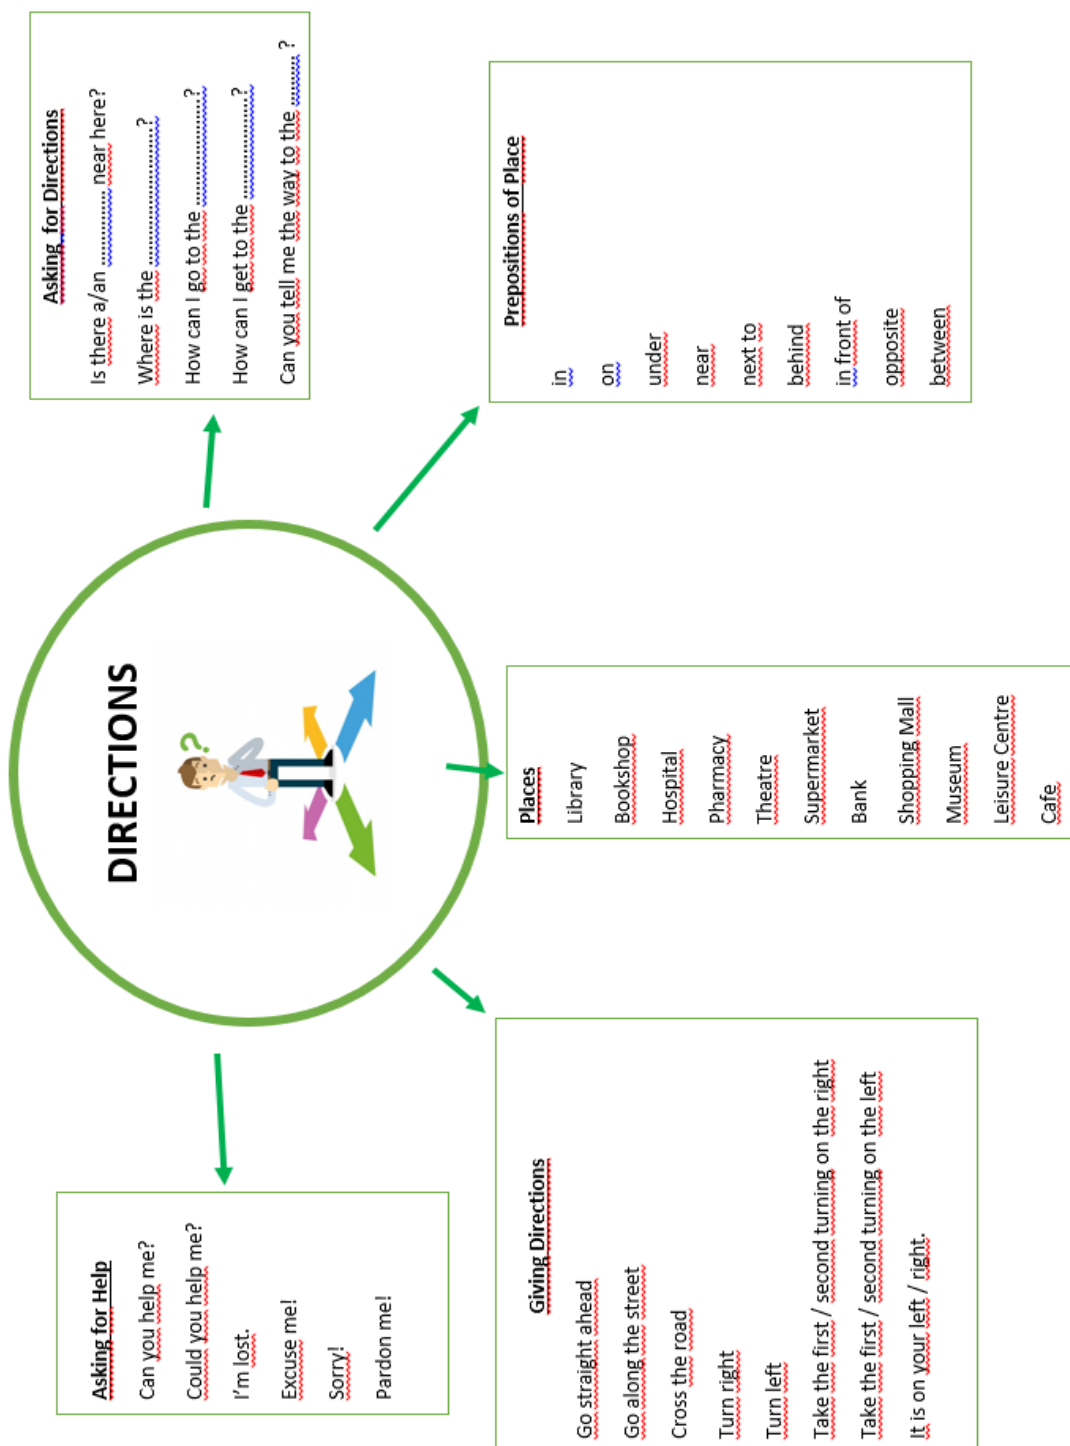 DIRECTIONS
?
Asking for Help
Can you help me?
Could you help me?
I'm lost.
Excuse me!
Sorry!
Pardon me!
Giving Directions
Go straight ahead
Go along the street
Cross the road
Turn right
Turn left
Take the first / second turning on the right
Take the first / second turning on the left
It is on your left / right.
Places
Library
Bookshop
Hospital
Pharmacy
Theatre
Supermarket
Bank
Shopping Mall
Museum
Leisure Centre
Cafe
Prepositions of Place
in
on
under
near
next to
behind
in front of
opposite
between
Asking for Directions
Is there a/an ............... near here?
Where is the ............................?
How can I go to the ......................?
How can I get to the .....................?
Can you tell me the way to the ..........?